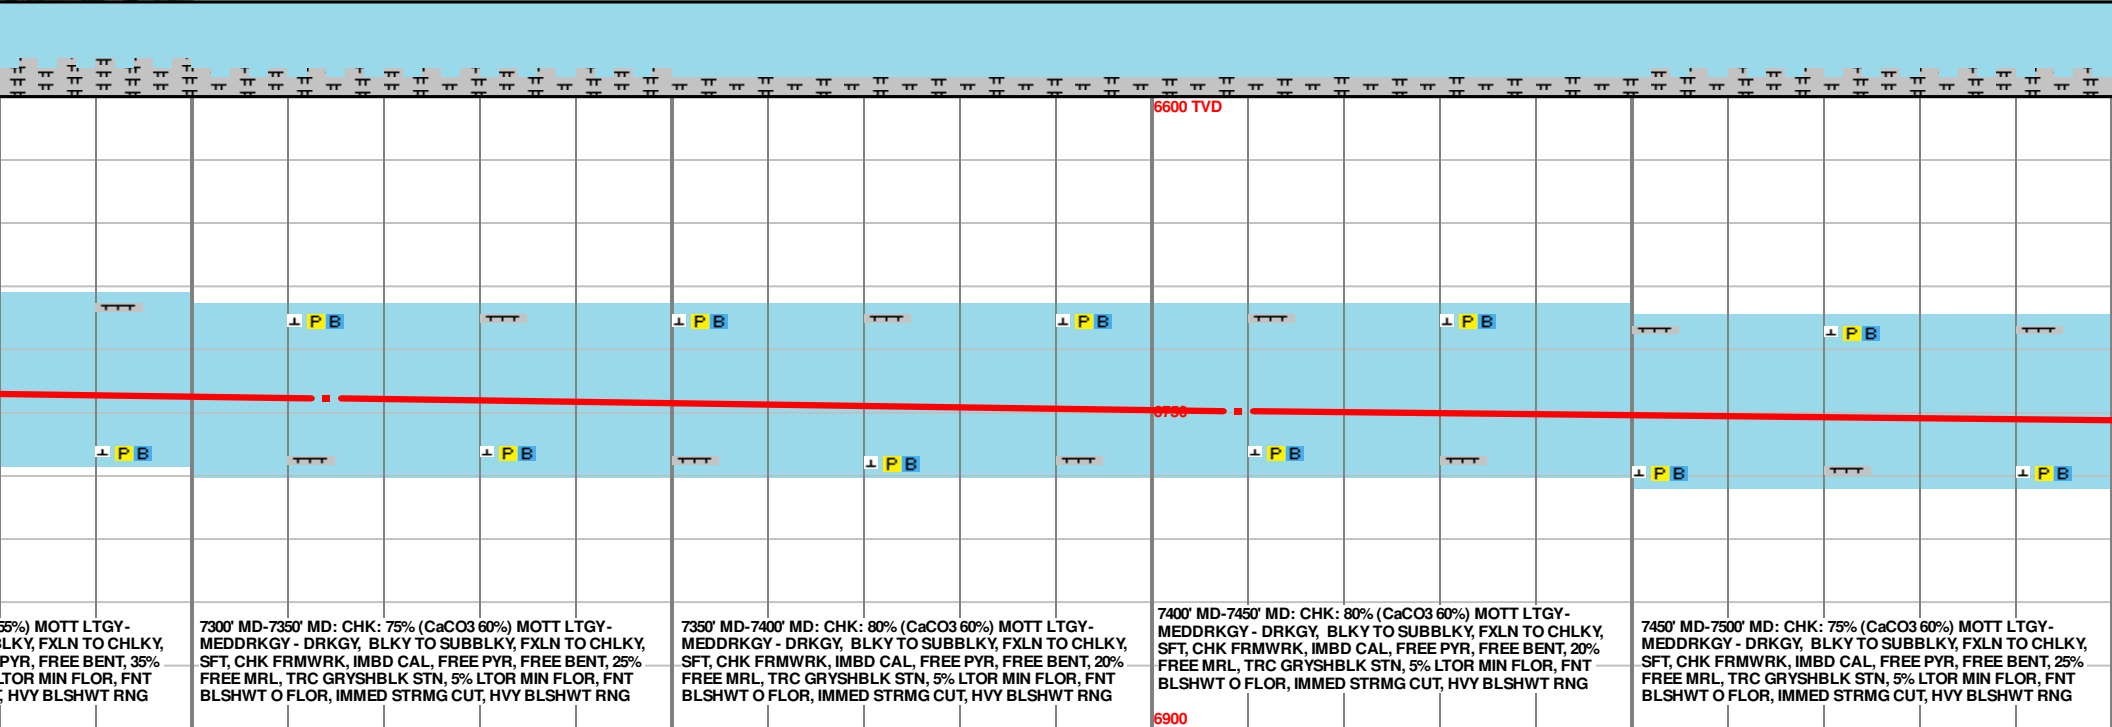 6600 TVD
P B
P B
P B
P B
P B
6750
P B
P B
P B
P B
P B
P B
55%) MOTT LTGY-
BLKY, FXLN TO CHLKY,
PYR, FREE BENT, 35%
LTOR MIN FLOR, FNT
, HVY BLSHWT RNG
7300' MD-7350' MD: CHK: 75% (CaCO3 60%) MOTT LTGY-
MEDDRKGY - DRKGY, BLKY TO SUBBLKY, FXLN TO CHLKY,
SFT, CHK FRMWRK, IMBD CAL, FREE PYR, FREE BENT, 25%
FREE MRL, TRC GRYSHBLK STN, 5% LTOR MIN FLOR, FNT
BLSHWT O FLOR, IMMED STRMG CUT, HVY BLSHWT RNG
7350' MD-7400' MD: CHK: 80% (CaCO3 60%) MOTT LTGY-
MEDDRKGY - DRKGY, BLKY TO SUBBLKY, FXLN TO CHLKY,
SFT, CHK FRMWRK, IMBD CAL, FREE PYR, FREE BENT, 20%
FREE MRL, TRC GRYSHBLK STN, 5% LTOR MIN FLOR, FNT
BLSHWT O FLOR, IMMED STRMG CUT, HVY BLSHWT RNG
7400' MD-7450' MD: CHK: 80% (CaCO3 60%) MOTT LTGY-
MEDDRKGY - DRKGY, BLKY TO SUBBLKY, FXLN TO CHLKY,
SFT, CHK FRMWRK, IMBD CAL, FREE PYR, FREE BENT, 20%
FREE MRL, TRC GRYSHBLK STN, 5% LTOR MIN FLOR, FNT
BLSHWT O FLOR, IMMED STRMG CUT, HVY BLSHWT RNG
7450' MD-7500' MD: CHK: 75% (CaCO3 60%) MOTT LTGY-
MEDDRKGY - DRKGY, BLKY TO SUBBLKY, FXLN TO CHLKY,
SFT, CHK FRMWRK, IMBD CAL, FREE PYR, FREE BENT, 25%
FREE MRL, TRC GRYSHBLK STN, 5% LTOR MIN FLOR, FNT
BLSHWT O FLOR, IMMED STRMG CUT, HVY BLSHWT RNG
6900